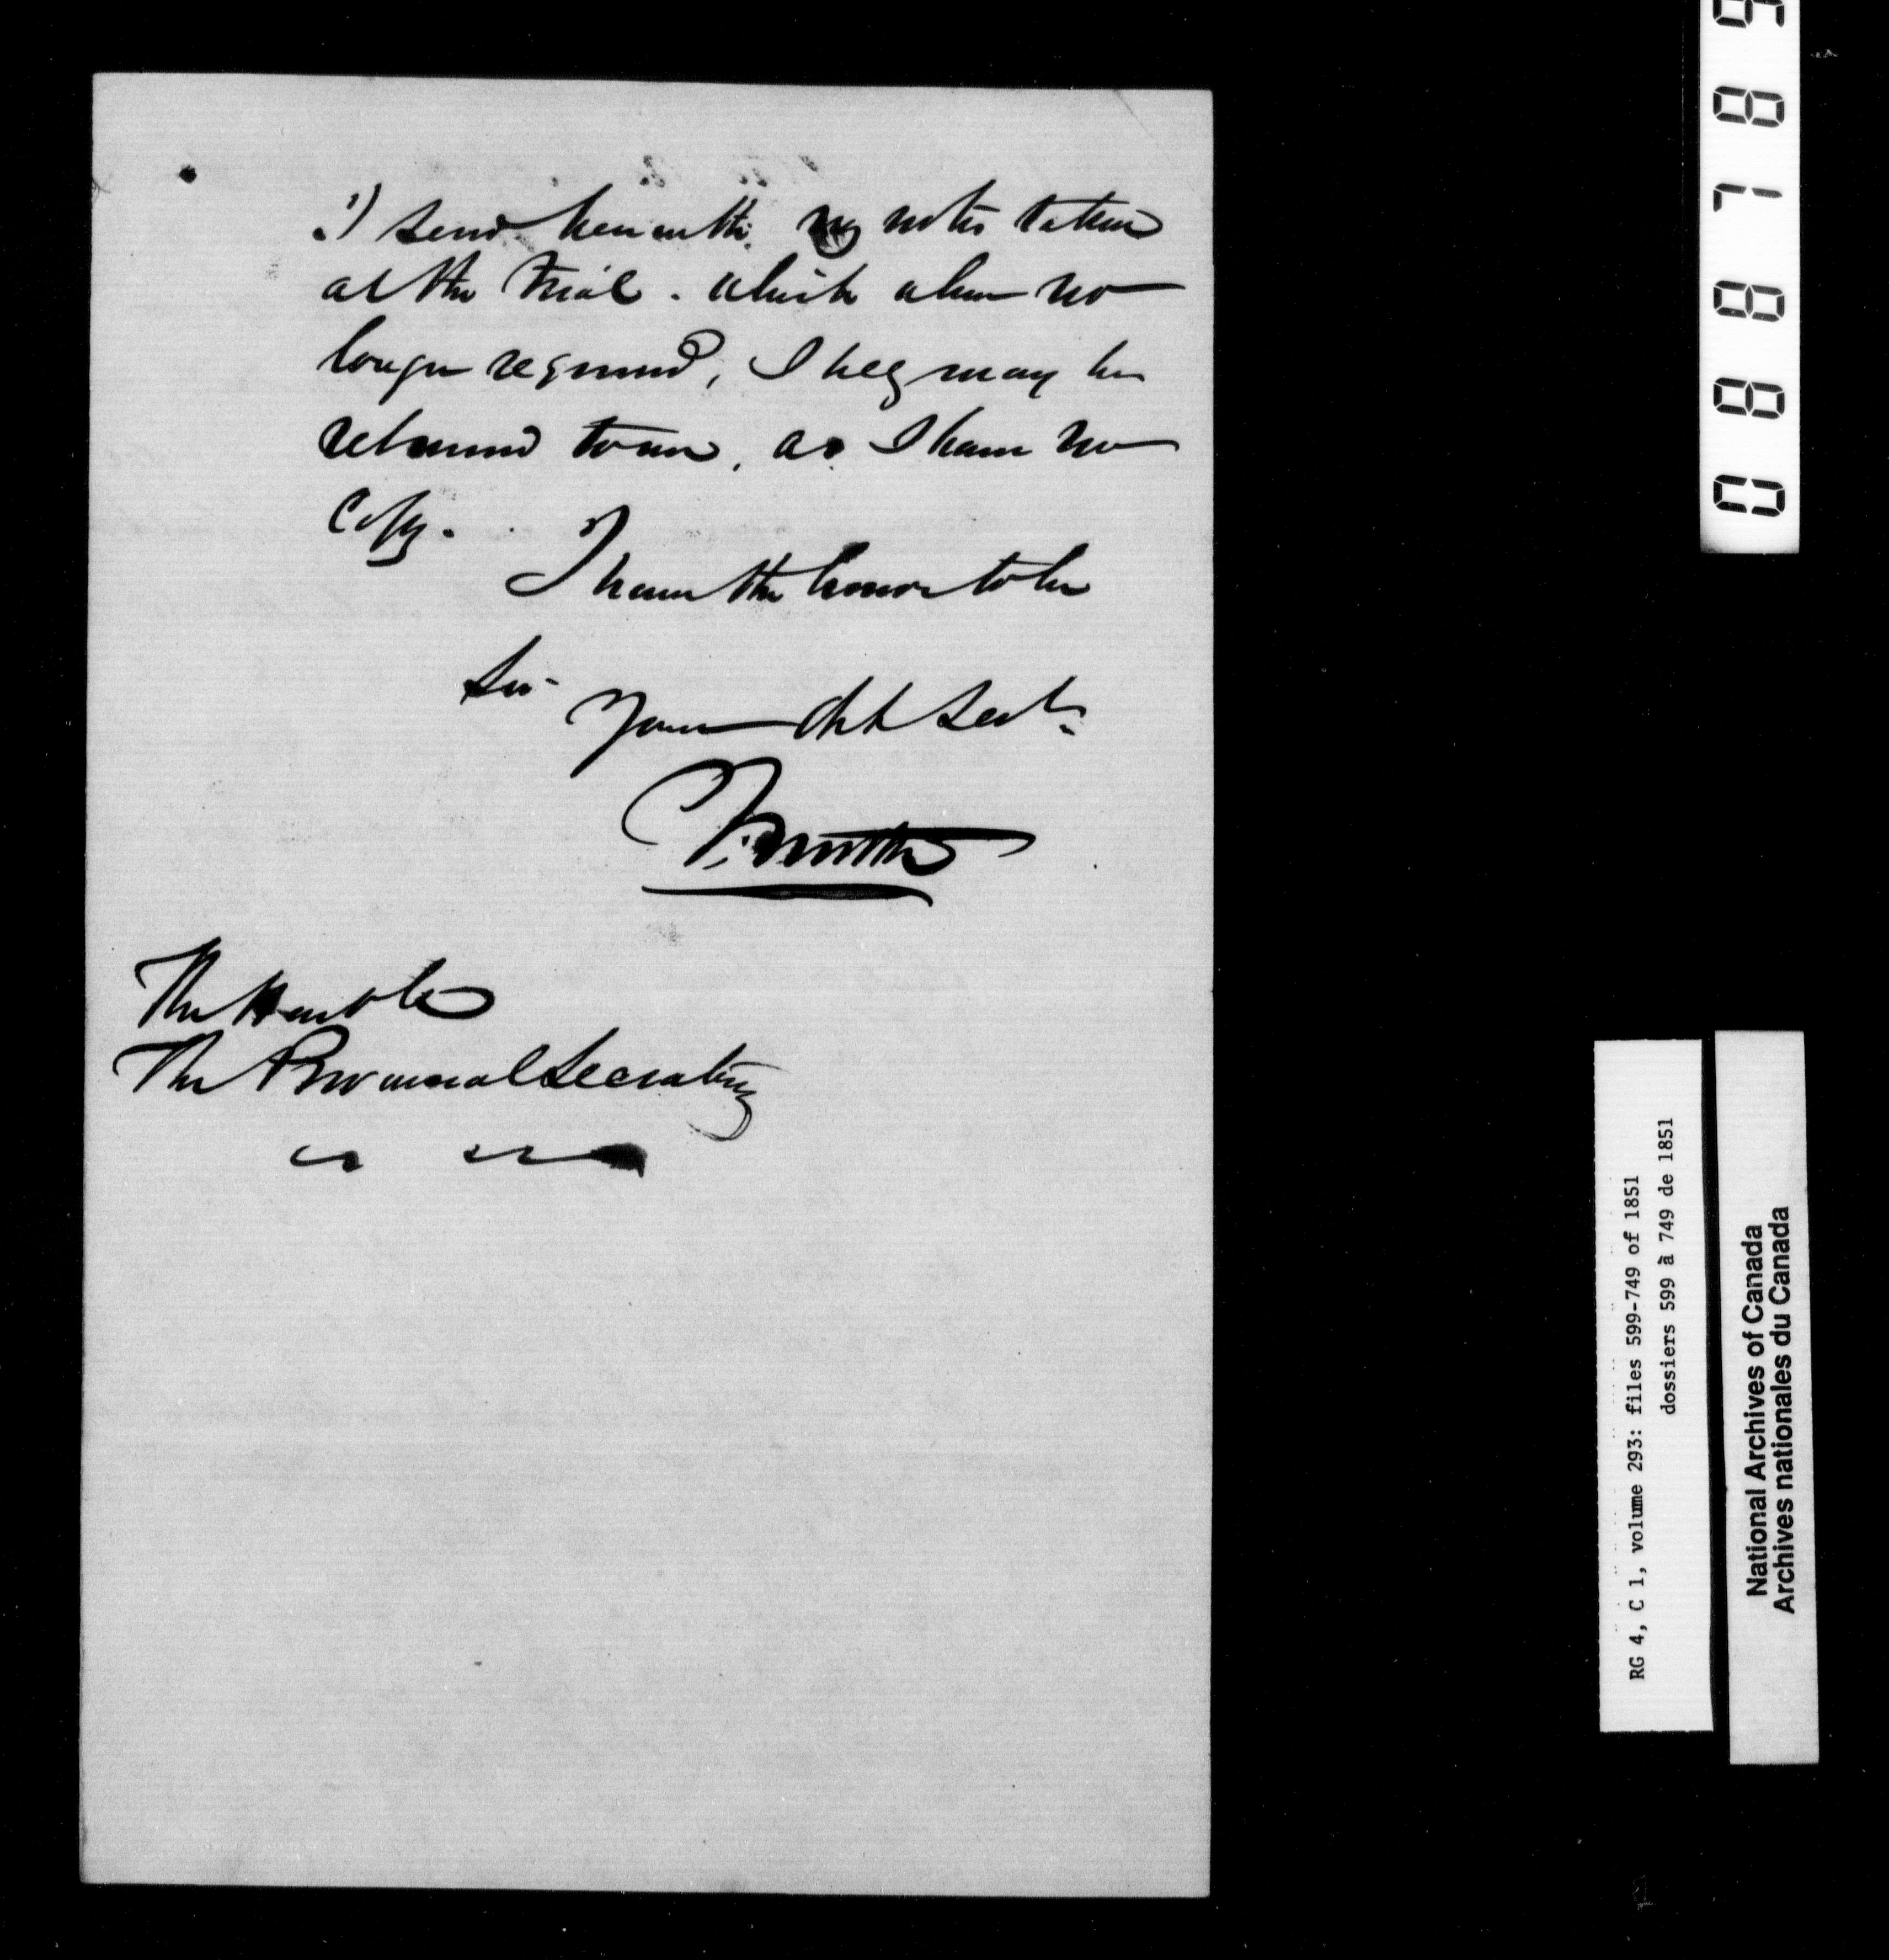 I send herewith my notes taken
at the trial. which when no
longer required, I beg may be
returned to me, as I have no
Copy.
I have the honor to be
Sir
Your Obt Servt
The Honble
The Provincial Secretary
088789
RG 4, C 1, volume 293: files 599-749 of 1851
dossiers 599 à 749 de 1851
National Archives of Canada
Archives nationales du Canada